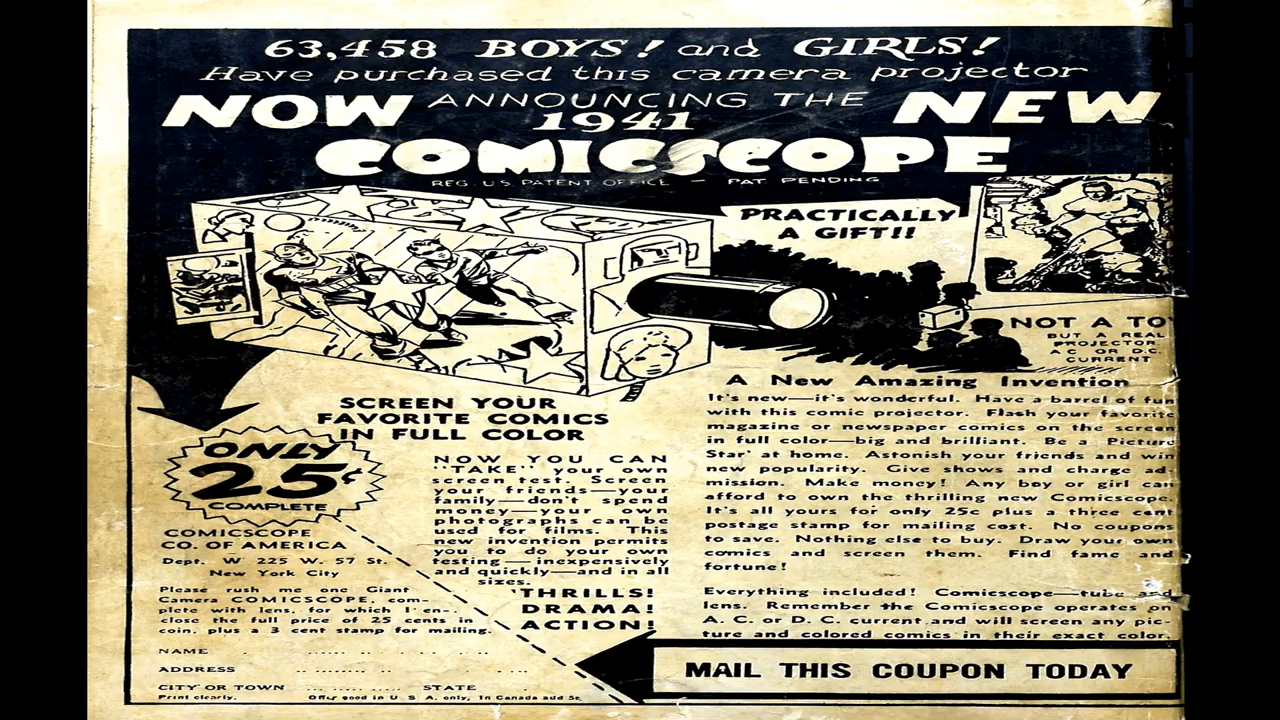 63,458 BOYS! and GIRLS!
Have purchased this camera projector
NOW ANNOUNCING THE NEW
1941
COMICSCOPE
REG. U.S. PATENT OFFICE — PAT. PENDING
PRACTICALLY
A GIFT!!
NOT A TO
BUT A REAL
PROJECTOR
A.C. OR D.C.
CURRENT
SCREEN YOUR
FAVORITE COMICS
IN FULL COLOR
ONLY
25¢
COMPLETE
NOW YOU CAN
"TAKE" your own
screen test. Screen
your friends—your
family—don't spend
money—your own
photographs can be
used for films. This
new invention permits
you to do your own
testing—inexpensively
and quickly—and in all
sizes.
THRILLS!
DRAMA!
ACTION!
A New Amazing Invention
It's new—it's wonderful. Have a barrel of fun
with this comic projector. Flash your favorite
magazine or newspaper comics on the screen
in full color—big and brilliant. Be a 'Picture
Star' at home. Astonish your friends and win
new popularity. Give shows and charge ad-
mission. Make money! Any boy or girl can
afford to own the thrilling new Comicscope.
It's all yours for only 25c plus a three cent
postage stamp for mailing cost. No coupons
to save. Nothing else to buy. Draw your own
comics and screen them. Find fame and
fortune!
Everything included! Comicscope—tube and
lens. Remember the Comicscope operates on
A. C. or D. C. current and will screen any pic-
ture and colored comics in their exact color.
COMICSCOPE
CO. OF AMERICA
Dept. W 225 W. 57 St.
New York City
Please rush me one Giant
Camera COMICSCOPE, com-
plete with lens, for which I en-
close the full price of 25 cents in
coin, plus a 3 cent stamp for mailing.
NAME
ADDRESS
CITY OR TOWN STATE
Print clearly. Offer good in U. S. A. only, In Canada add 5c
MAIL THIS COUPON TODAY